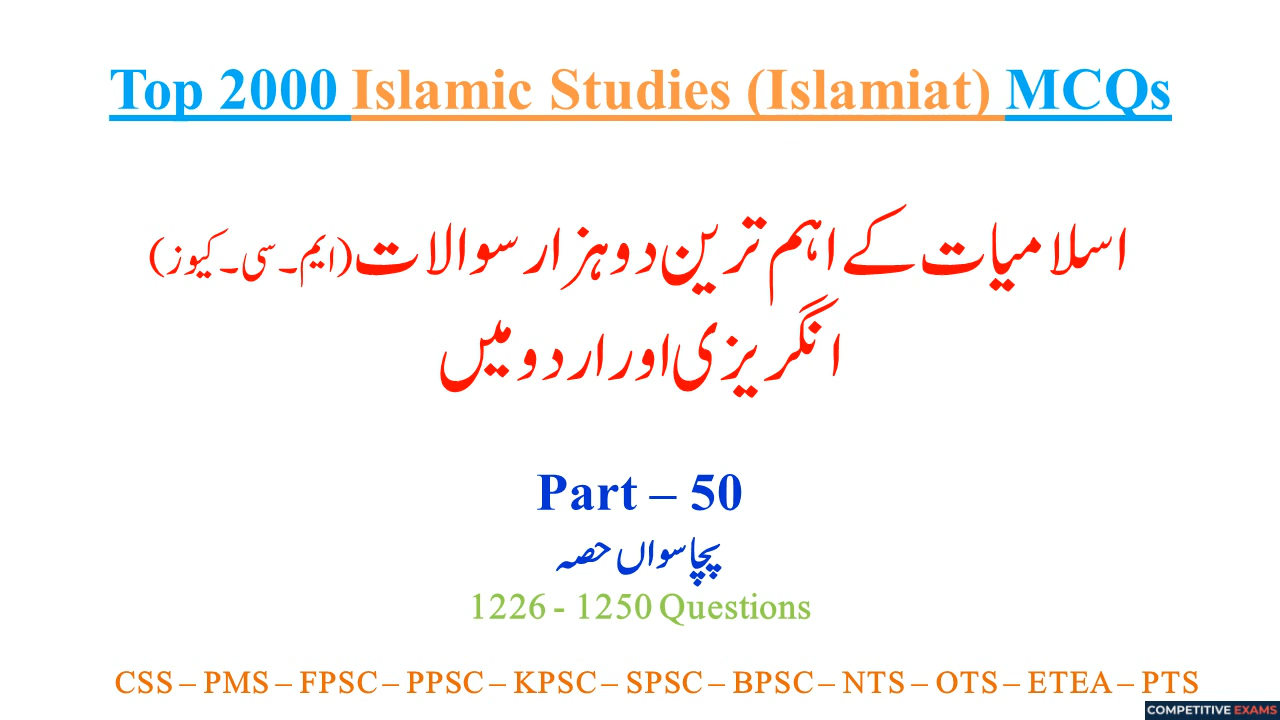 Top 2000 Islamic Studies (Islamiat) MCQs
اسلامیات کے اہم ترین دو ہزار سوالات (ایم۔سی۔کیوز)
انگریزی اور اردو میں
Part – 50
پچاسواں حصہ
1226 - 1250 Questions
CSS – PMS – FPSC – PPSC – KPSC – SPSC – BPSC – NTS – OTS – ETEA – PTS
COMPETITIVE EXAMS